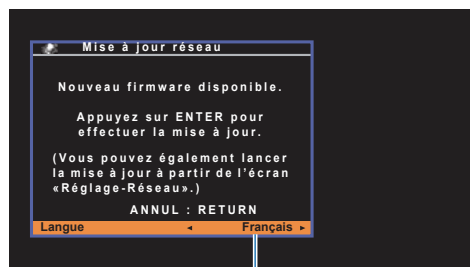 Mise à jour réseau
Nouveau firmware disponible.
Appuyez sur ENTER pour
effectuer la mise à jour.
(Vous pouvez également lancer
la mise à jour à partir de l'écran
«Réglage-Réseau».)
ANNUL : RETURN
Langue ◄ Français ►